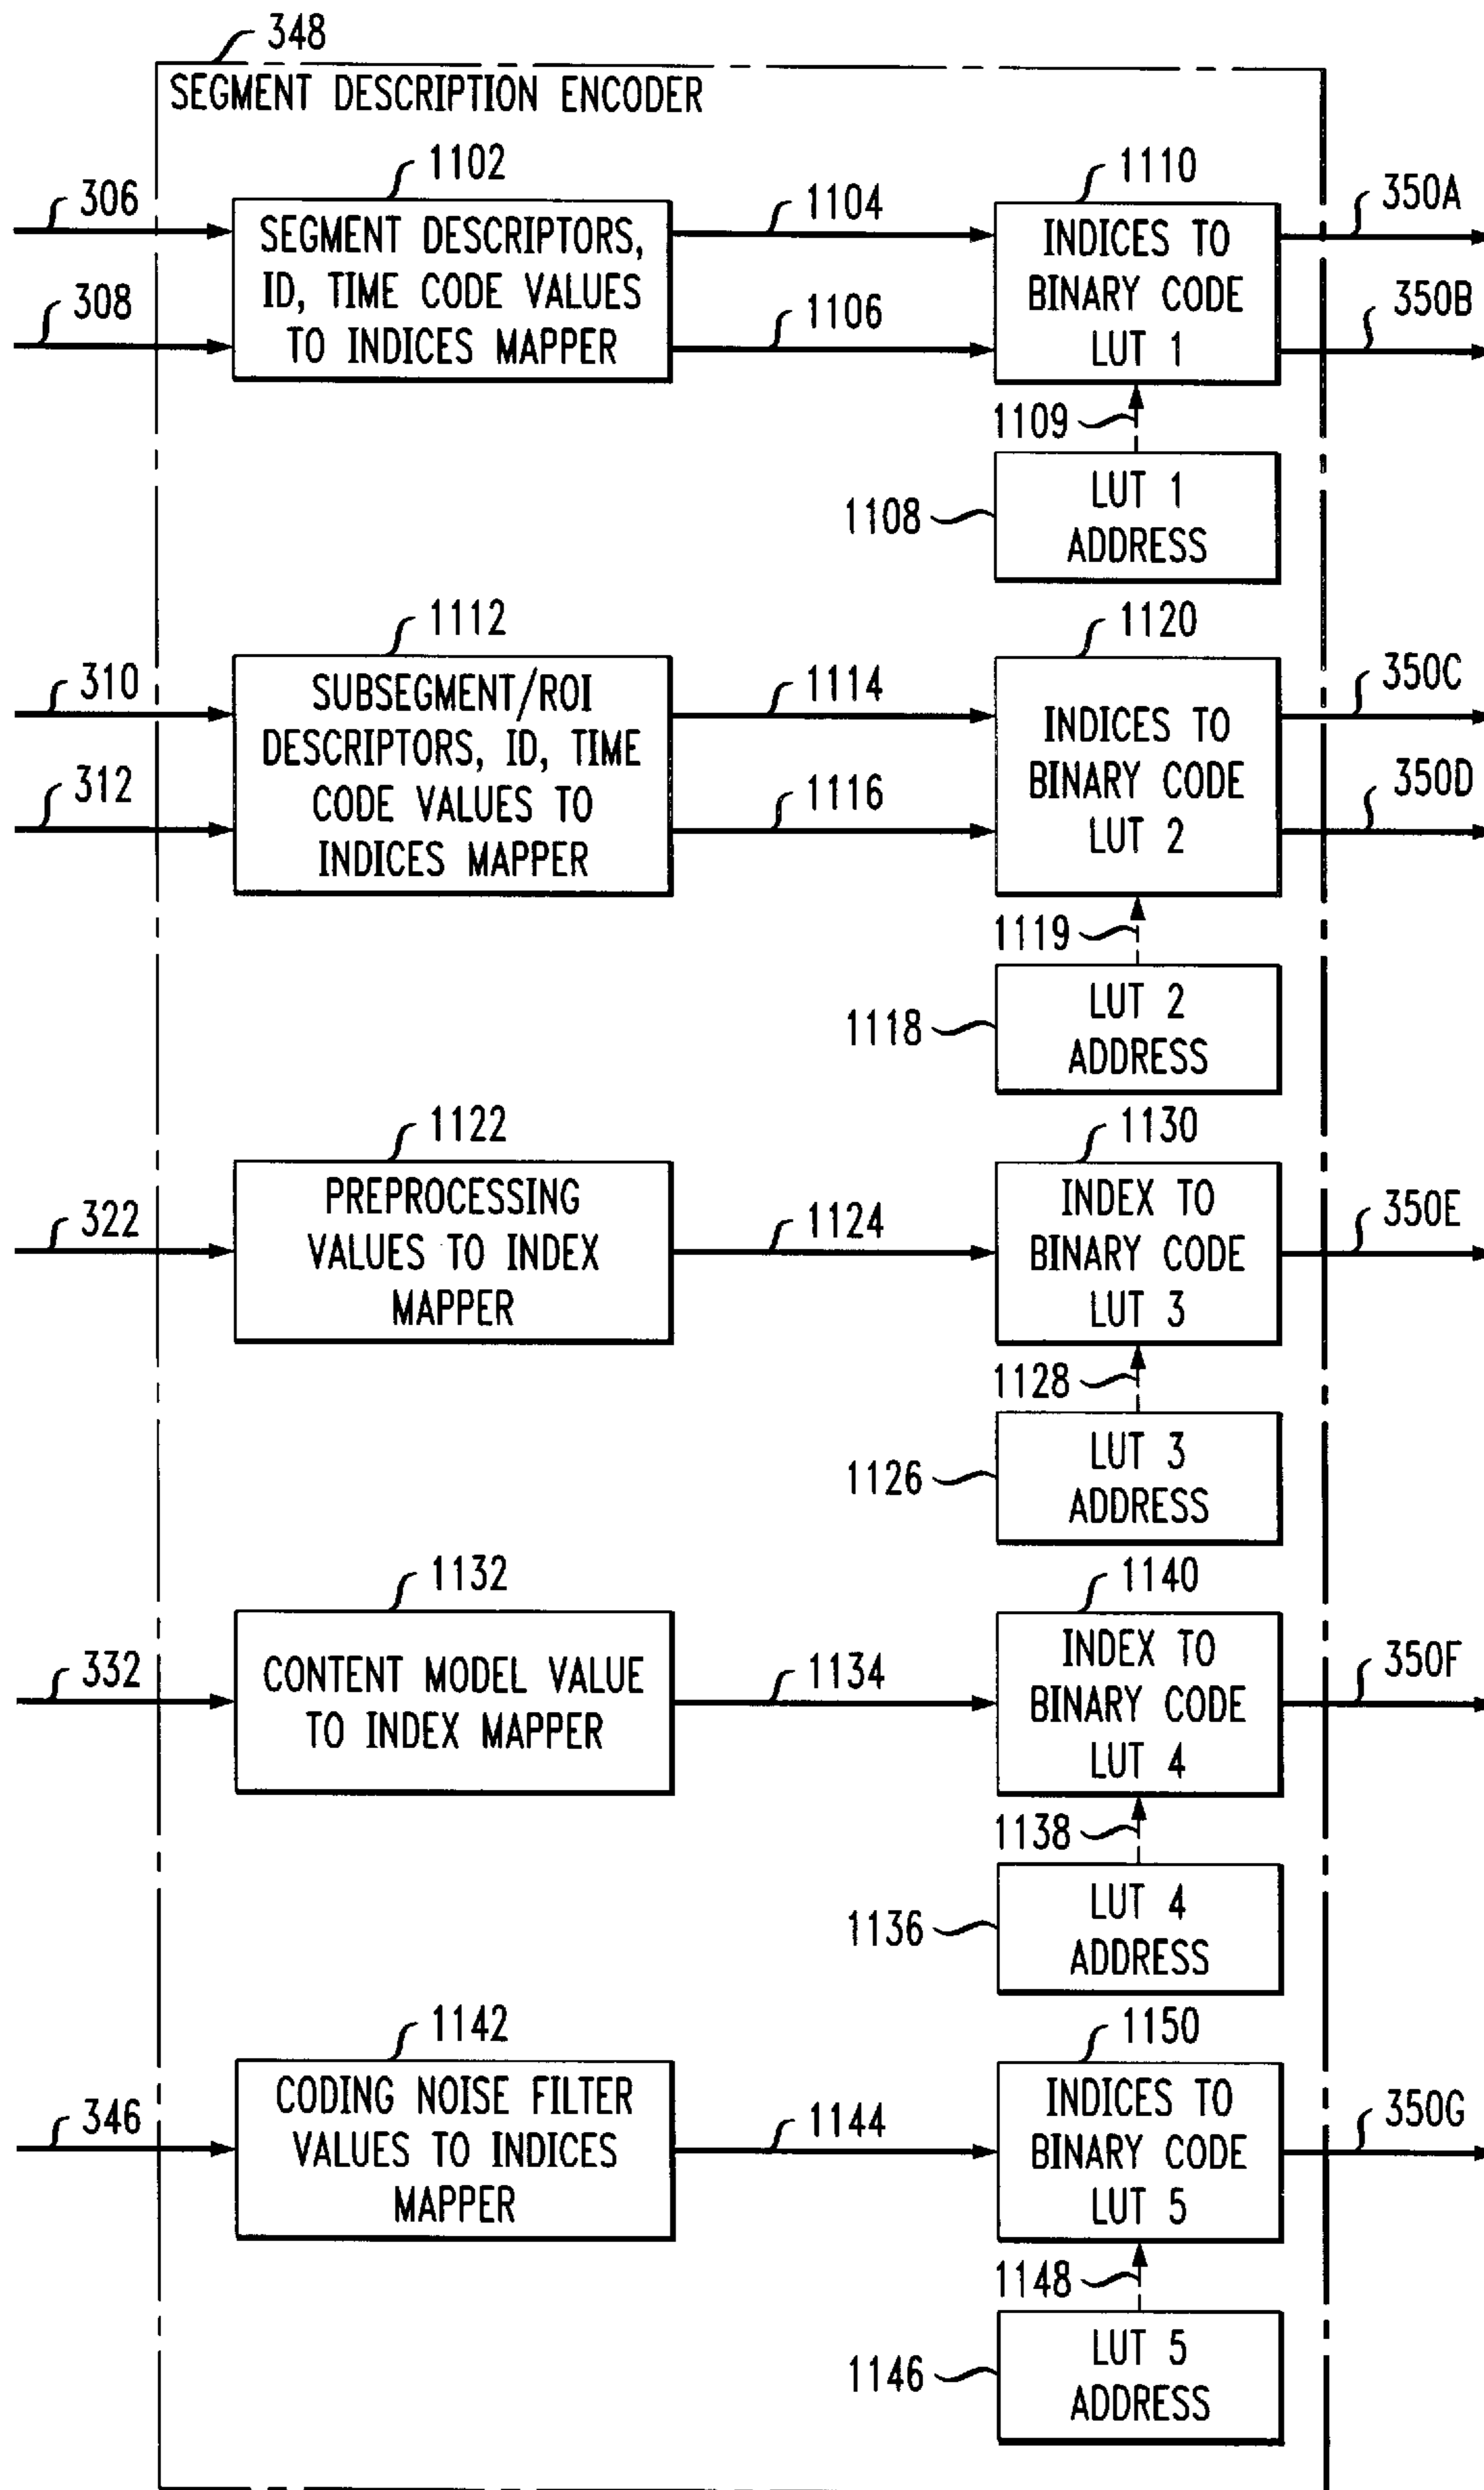 348
SEGMENT DESCRIPTION ENCODER
1102
1110
306
1104
350A
SEGMENT DESCRIPTORS,
ID, TIME CODE VALUES
TO INDICES MAPPER
INDICES TO
BINARY CODE
LUT 1
308
1106
350B
1109
LUT 1
ADDRESS
1108
1112
1120
310
1114
350C
SUBSEGMENT/ROI
DESCRIPTORS, ID, TIME
CODE VALUES TO
INDICES MAPPER
INDICES TO
BINARY CODE
LUT 2
312
1116
350D
1119
LUT 2
ADDRESS
1118
1122
1130
322
PREPROCESSING
VALUES TO INDEX
MAPPER
1124
INDEX TO
BINARY CODE
LUT 3
350E
1128
LUT 3
ADDRESS
1126
1132
1140
332
CONTENT MODEL VALUE
TO INDEX MAPPER
1134
INDEX TO
BINARY CODE
LUT 4
350F
1138
LUT 4
ADDRESS
1136
1142
1150
346
CODING NOISE FILTER
VALUES TO INDICES
MAPPER
1144
INDICES TO
BINARY CODE
LUT 5
350G
1148
LUT 5
ADDRESS
1146